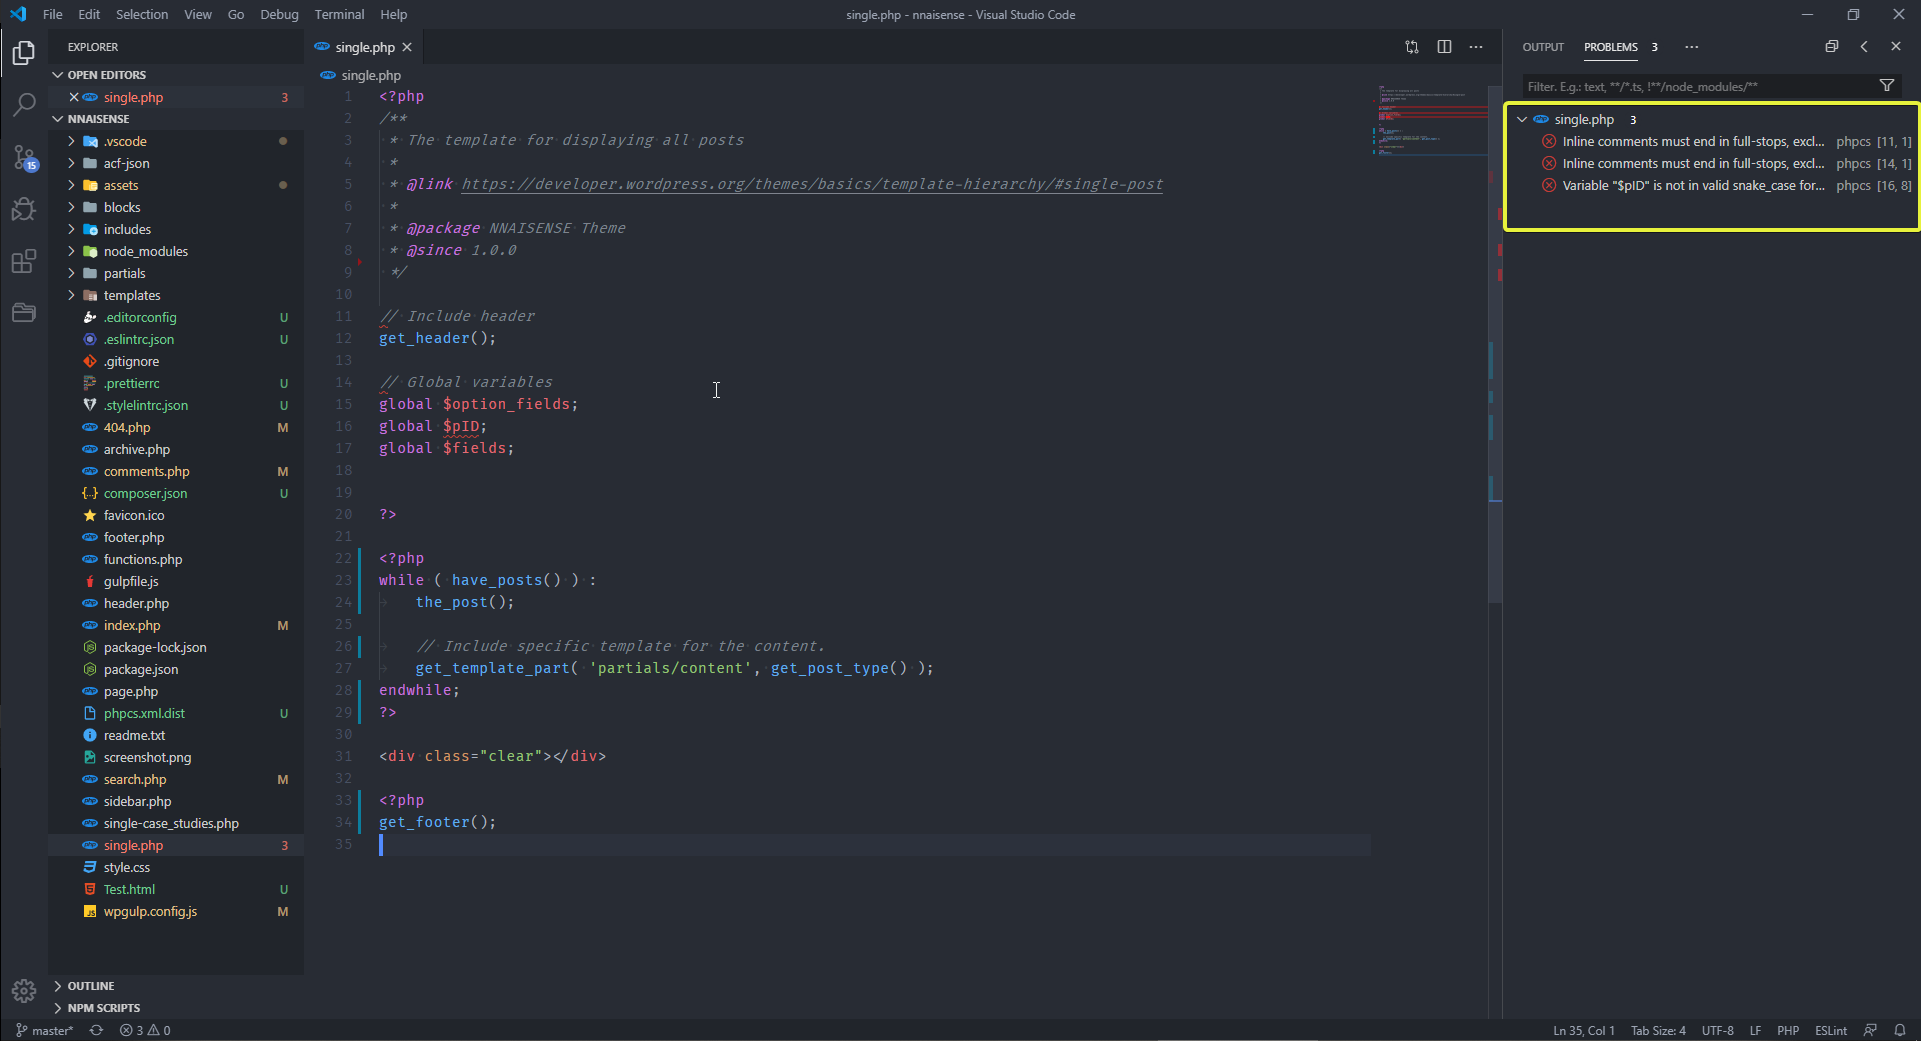 File Edit Selection View Go Debug Terminal Help
single.php - nnaisense - Visual Studio Code
EXPLORER
OPEN EDITORS
single.php 3
NNAISENSE
.vscode
acf-json
assets
blocks
includes
node_modules
partials
templates
.editorconfig U
.eslintrc.json U
.gitignore
.prettierrc U
.stylelintrc.json U
404.php M
archive.php
comments.php M
composer.json U
favicon.ico
footer.php
functions.php
gulpfile.js
header.php
index.php M
package-lock.json
package.json
page.php
phpcs.xml.dist U
readme.txt
screenshot.png
search.php M
sidebar.php
single-case_studies.php
single.php 3
style.css
Test.html U
wpgulp.config.js M
OUTLINE
NPM SCRIPTS
15
single.php
single.php
1 <?php
2 /**
3 * The template for displaying all posts
4 *
5 * @link https://developer.wordpress.org/themes/basics/template-hierarchy/#single-post
6 *
7 * @package NNAISENSE Theme
8 * @since 1.0.0
9 */
10
11 // Include header
12 get_header();
13
14 // Global variables
15 global $option_fields;
16 global $pID;
17 global $fields;
18
19
20 ?>
21
22 <?php
23 while ( have_posts() ) :
24 the_post();
25
26 // Include specific template for the content.
27 get_template_part( 'partials/content', get_post_type() );
28 endwhile;
29 ?>
30
31 <div class="clear"></div>
32
33 <?php
34 get_footer();
35
OUTPUT PROBLEMS 3
Filter. E.g.: text, **/*.ts, !**/node_modules/**
single.php 3
Inline comments must end in full-stops, excl... phpcs [11, 1]
Inline comments must end in full-stops, excl... phpcs [14, 1]
Variable "$pID" is not in valid snake_case for... phpcs [16, 8]
master* 3 0
Ln 35, Col 1 Tab Size: 4 UTF-8 LF PHP ESLint